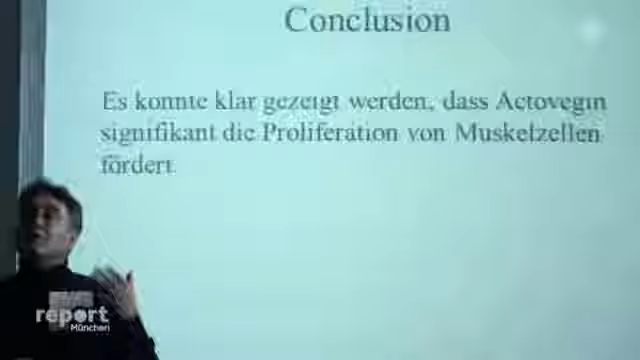 Conclusion
Es konnte klar gezeigt werden, dass Actovegin
signifikant die Proliferation von Muskelzellen
fördert
report
München